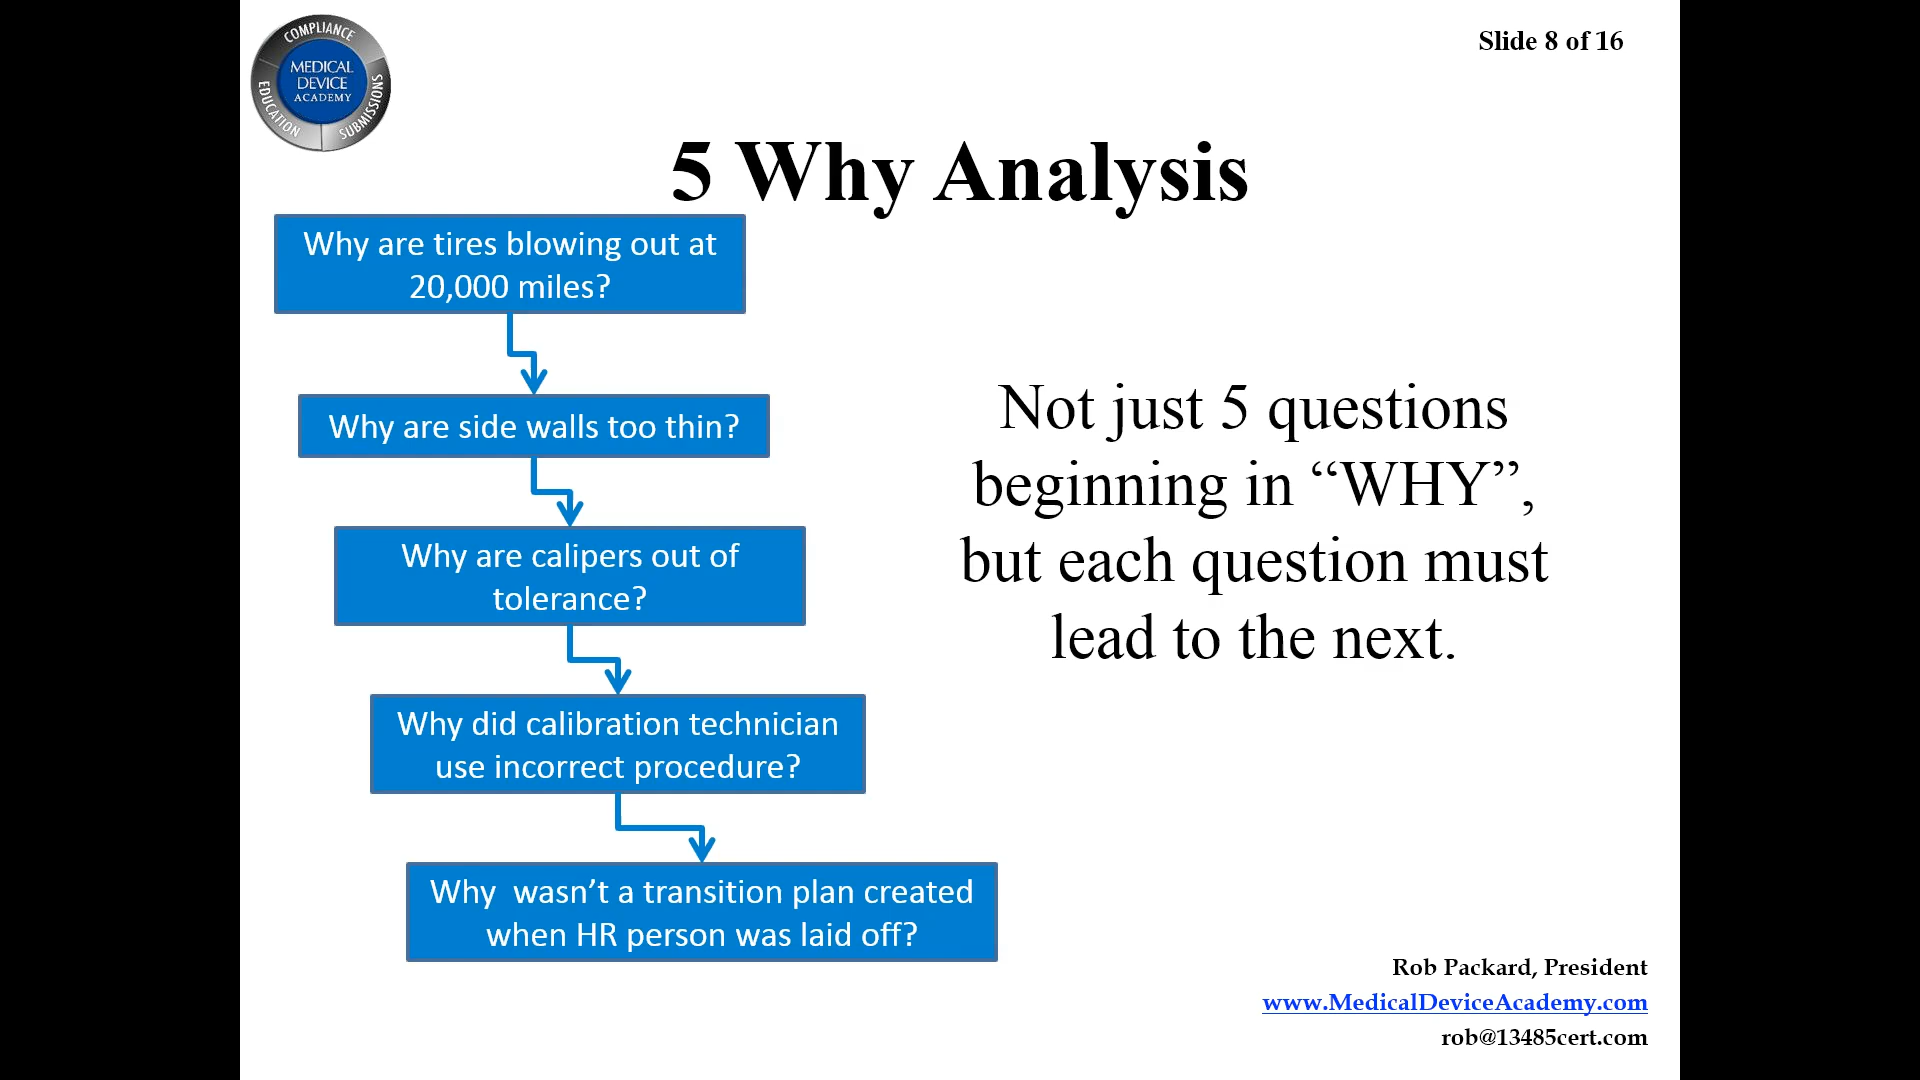 COMPLIANCE
MEDICAL
DEVICE
ACADEMY
EDUCATION
SUBMISSIONS
Slide 8 of 16
5 Why Analysis
Why are tires blowing out at
20,000 miles?
Why are side walls too thin?
Why are calipers out of
tolerance?
Why did calibration technician
use incorrect procedure?
Why  wasn’t a transition plan created
when HR person was laid off?
Not just 5 questions
beginning in “WHY”,
but each question must
lead to the next.
Rob Packard, President
www.MedicalDeviceAcademy.com
rob@13485cert.com